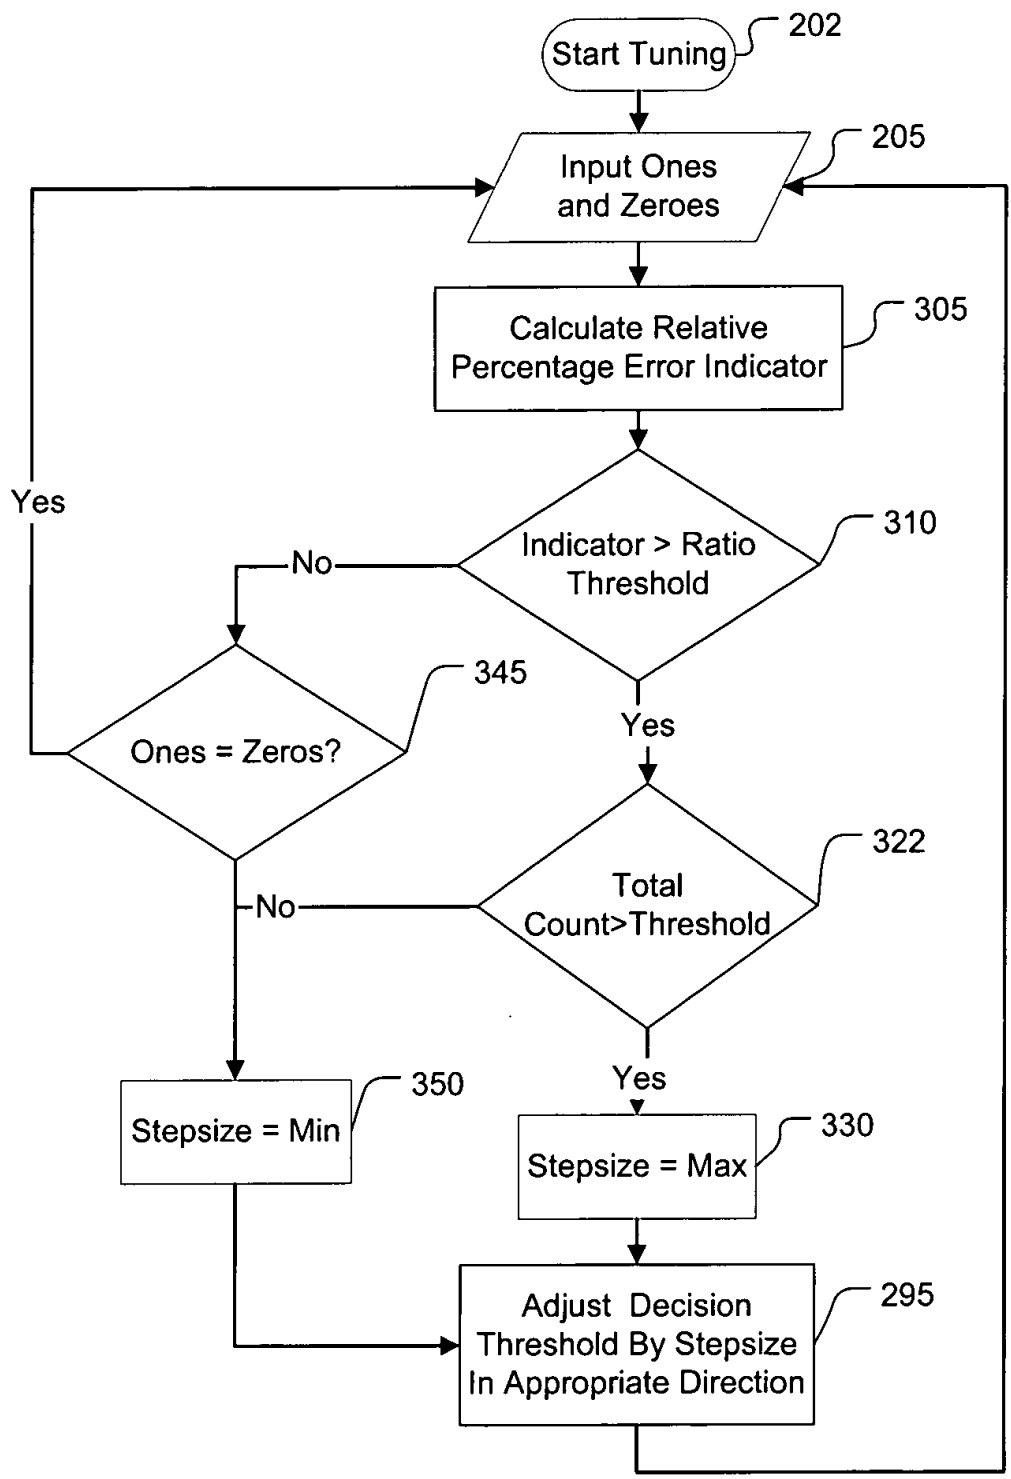 202
Start Tuning
205
Input Ones
and Zeroes
305
Calculate Relative
Percentage Error Indicator
Yes
310
Indicator > Ratio
Threshold
No
345
Ones = Zeros?
Yes
322
Total
Count>Threshold
No
Yes
350
Stepsize = Min
330
Stepsize = Max
295
Adjust Decision
Threshold By Stepsize
In Appropriate Direction